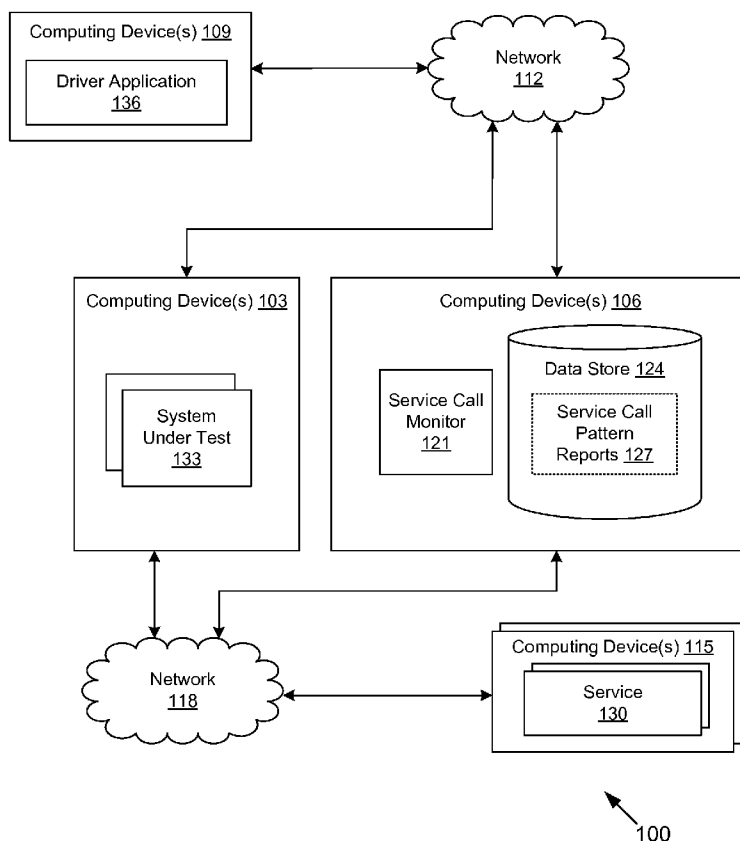 Computing Device(s) 109
Driver Application
136
Network
112
Computing Device(s) 103
System
Under Test
133
Computing Device(s) 106
Service Call
Monitor
121
Data Store 124
Service Call
Pattern
Reports 127
Network
118
Computing Device(s) 115
Service
130
100